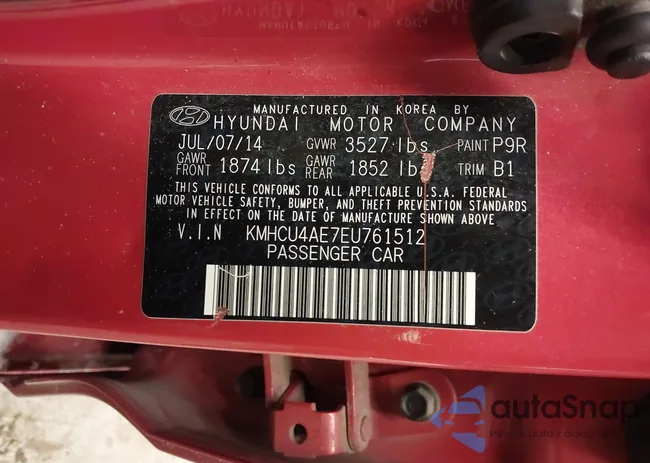 MANUFACTURED IN KOREA BY
HYUNDAI MOTOR COMPANY
JUL/07/14 GVWR 3527 lbs PAINT P9R
GAWR FRONT 1874 lbs GAWR REAR 1852 lbs TRIM B1
THIS VEHICLE CONFORMS TO ALL APPLICABLE U.S.A. FEDERAL
MOTOR VEHICLE SAFETY, BUMPER, AND THEFT PREVENTION STANDARDS
IN EFFECT ON THE DATE OF MANUFACTURE SHOWN ABOVE
V.I.N KMHCU4AE7EU761512
PASSENGER CAR
autoSnap